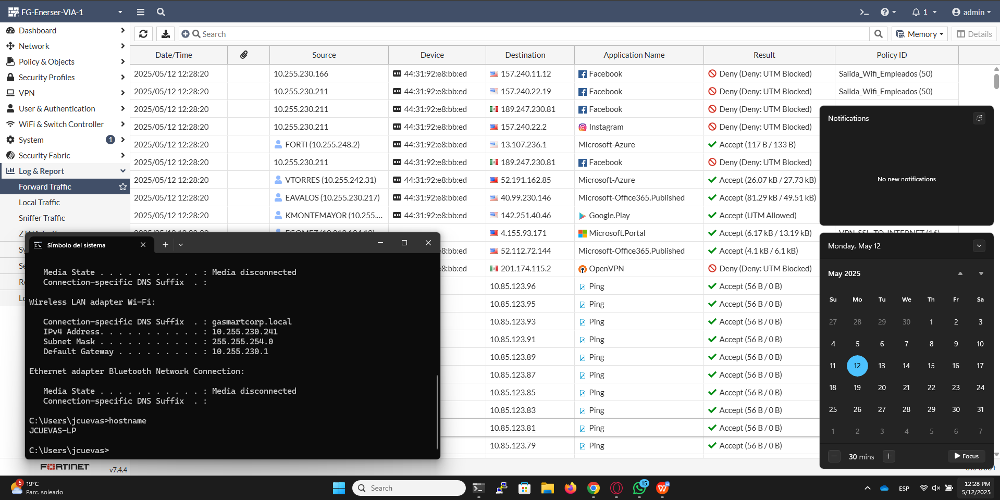 FG-Enerser-VIA-1
>_
1
admin
Dashboard
Network
Policy & Objects
Security Profiles
VPN
User & Authentication
WiFi & Switch Controller
System 1
Security Fabric
Log & Report
Forward Traffic
Local Traffic
Sniffer Traffic
Search
Memory
Details
Date/Time Source Device Destination Application Name Result Policy ID
2025/05/12 12:28:20 10.255.230.166 44:31:92:e8:bb:ed 157.240.11.12 Facebook Deny (Deny: UTM Blocked) Salida_Wifi_Empleados (50)
2025/05/12 12:28:20 10.255.230.211 44:31:92:e8:bb:ed 157.240.22.19 Facebook Deny (Deny: UTM Blocked) Salida_Wifi_Empleados (50)
2025/05/12 12:28:20 10.255.230.211 44:31:92:e8:bb:ed 189.247.230.81 Facebook Deny (Deny: UTM Blocked)
2025/05/12 12:28:20 10.255.230.211 44:31:92:e8:bb:ed 157.240.22.2 Instagram Deny (Deny: UTM Blocked)
2025/05/12 12:28:20 FORTI (10.255.248.2) 44:31:92:e8:bb:ed 13.107.236.1 Microsoft-Azure Accept (117 B / 133 B)
2025/05/12 12:28:20 10.255.230.211 44:31:92:e8:bb:ed 189.247.230.81 Facebook Deny (Deny: UTM Blocked)
2025/05/12 12:28:20 VTORRES (10.255.242.31) 44:31:92:e8:bb:ed 52.191.162.85 Microsoft-Azure Accept (26.07 kB / 27.73 kB)
2025/05/12 12:28:20 EAVALOS (10.255.230.217) 44:31:92:e8:bb:ed 40.99.230.146 Microsoft-Office365.Published Accept (81.29 kB / 49.51 kB)
2025/05/12 12:28:20 KMONTEMAYOR (10.255.... 44:31:92:e8:bb:ed 142.251.40.46 Google.Play Accept (UTM Allowed)
4.155.93.171 Microsoft.Portal Accept (6.17 kB / 13.19 kB)
e8:bb:ed 52.112.72.144 Microsoft-Office365.Published Accept (4.1 kB / 6.1 kB)
e8:bb:ed 201.174.115.2 OpenVPN Deny (Deny: UTM Blocked)
10.85.123.96 Ping Accept (56 B / 0 B)
10.85.123.95 Ping Accept (56 B / 0 B)
10.85.123.93 Ping Accept (56 B / 0 B)
10.85.123.91 Ping Accept (56 B / 0 B)
10.85.123.89 Ping Accept (56 B / 0 B)
10.85.123.87 Ping Accept (56 B / 0 B)
10.85.123.85 Ping Accept (56 B / 0 B)
10.85.123.83 Ping Accept (56 B / 0 B)
10.85.123.81 Ping Accept (56 B / 0 B)
10.85.123.79 Ping Accept (56 B / 0 B)
Símbolo del sistema
Media State . . . . . . . . . . . : Media disconnected
Connection-specific DNS Suffix  . :
Wireless LAN adapter Wi-Fi:
Connection-specific DNS Suffix  . : gasmartcorp.local
IPv4 Address. . . . . . . . . . . : 10.255.230.241
Subnet Mask . . . . . . . . . . . : 255.255.254.0
Default Gateway . . . . . . . . . : 10.255.230.1
Ethernet adapter Bluetooth Network Connection:
Media State . . . . . . . . . . . : Media disconnected
Connection-specific DNS Suffix  . :
C:\Users\jcuevas>hostname
JCUEVAS-LP
C:\Users\jcuevas>
FORTINET
v7.4.4
Notifications
No new notifications
Monday, May 12
May 2025
Su Mo Tu We Th Fr Sa
27 28 29 30 1 2 3
4 5 6 7 8 9 10
11 12 13 14 15 16 17
18 19 20 21 22 23 24
25 26 27 28 29 30 31
1 2 3 4 5 6 7
30 mins
Focus
5
19°C
Parc. soleado
Search
15
ESP
12:28 PM
5/12/2025